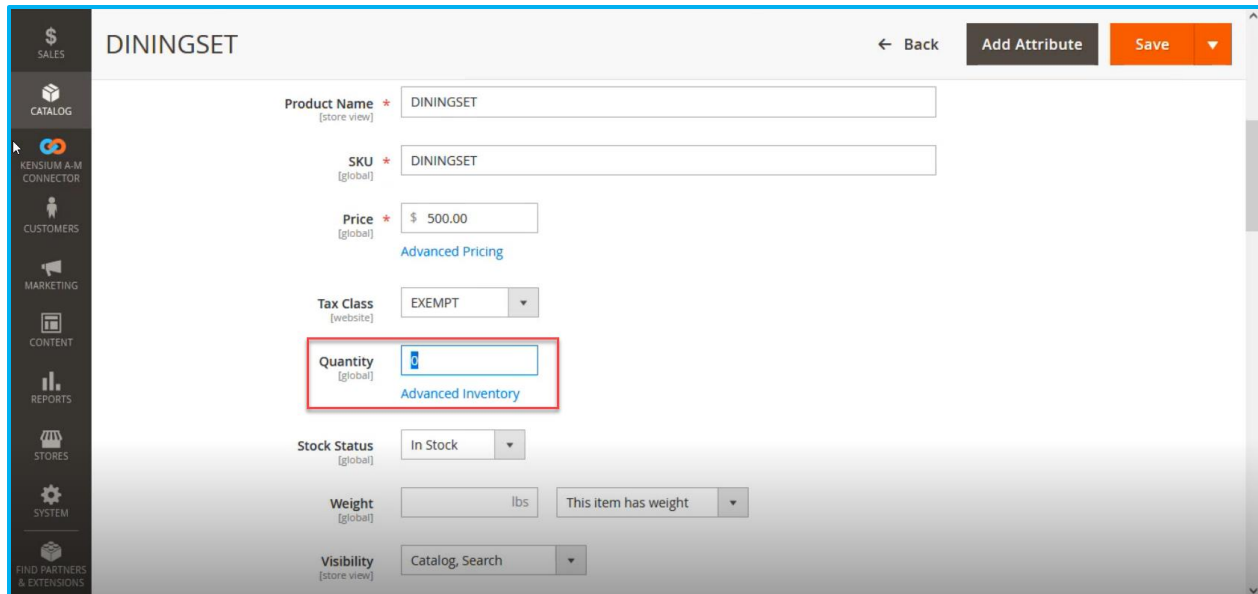 $
SALES
CATALOG
KENSIUM A-M
CONNECTOR
CUSTOMERS
MARKETING
CONTENT
REPORTS
STORES
SYSTEM
FIND PARTNERS
& EXTENSIONS
DININGSET
← Back
Add Attribute
Save
Product Name * DININGSET
[store view]
SKU * DININGSET
[global]
Price * $ 500.00
[global]
Advanced Pricing
Tax Class EXEMPT
[website]
Quantity 0
[global]
Advanced Inventory
Stock Status In Stock
[global]
Weight lbs This item has weight
[global]
Visibility Catalog, Search
[store view]